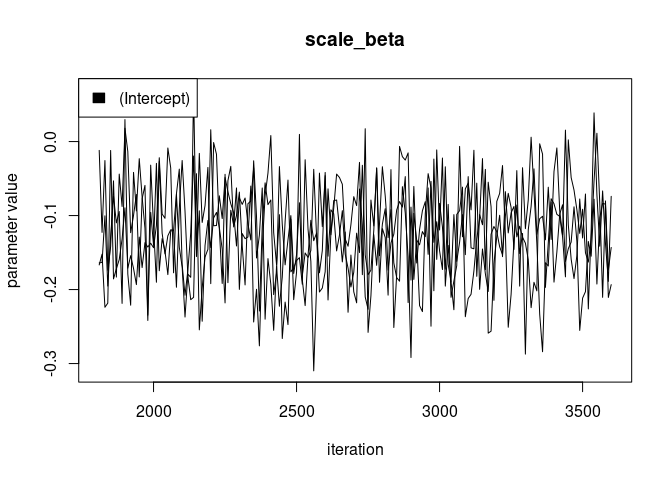 scale_beta
(Intercept)
parameter value
0.0
-0.1
-0.2
-0.3
2000 2500 3000 3500
iteration